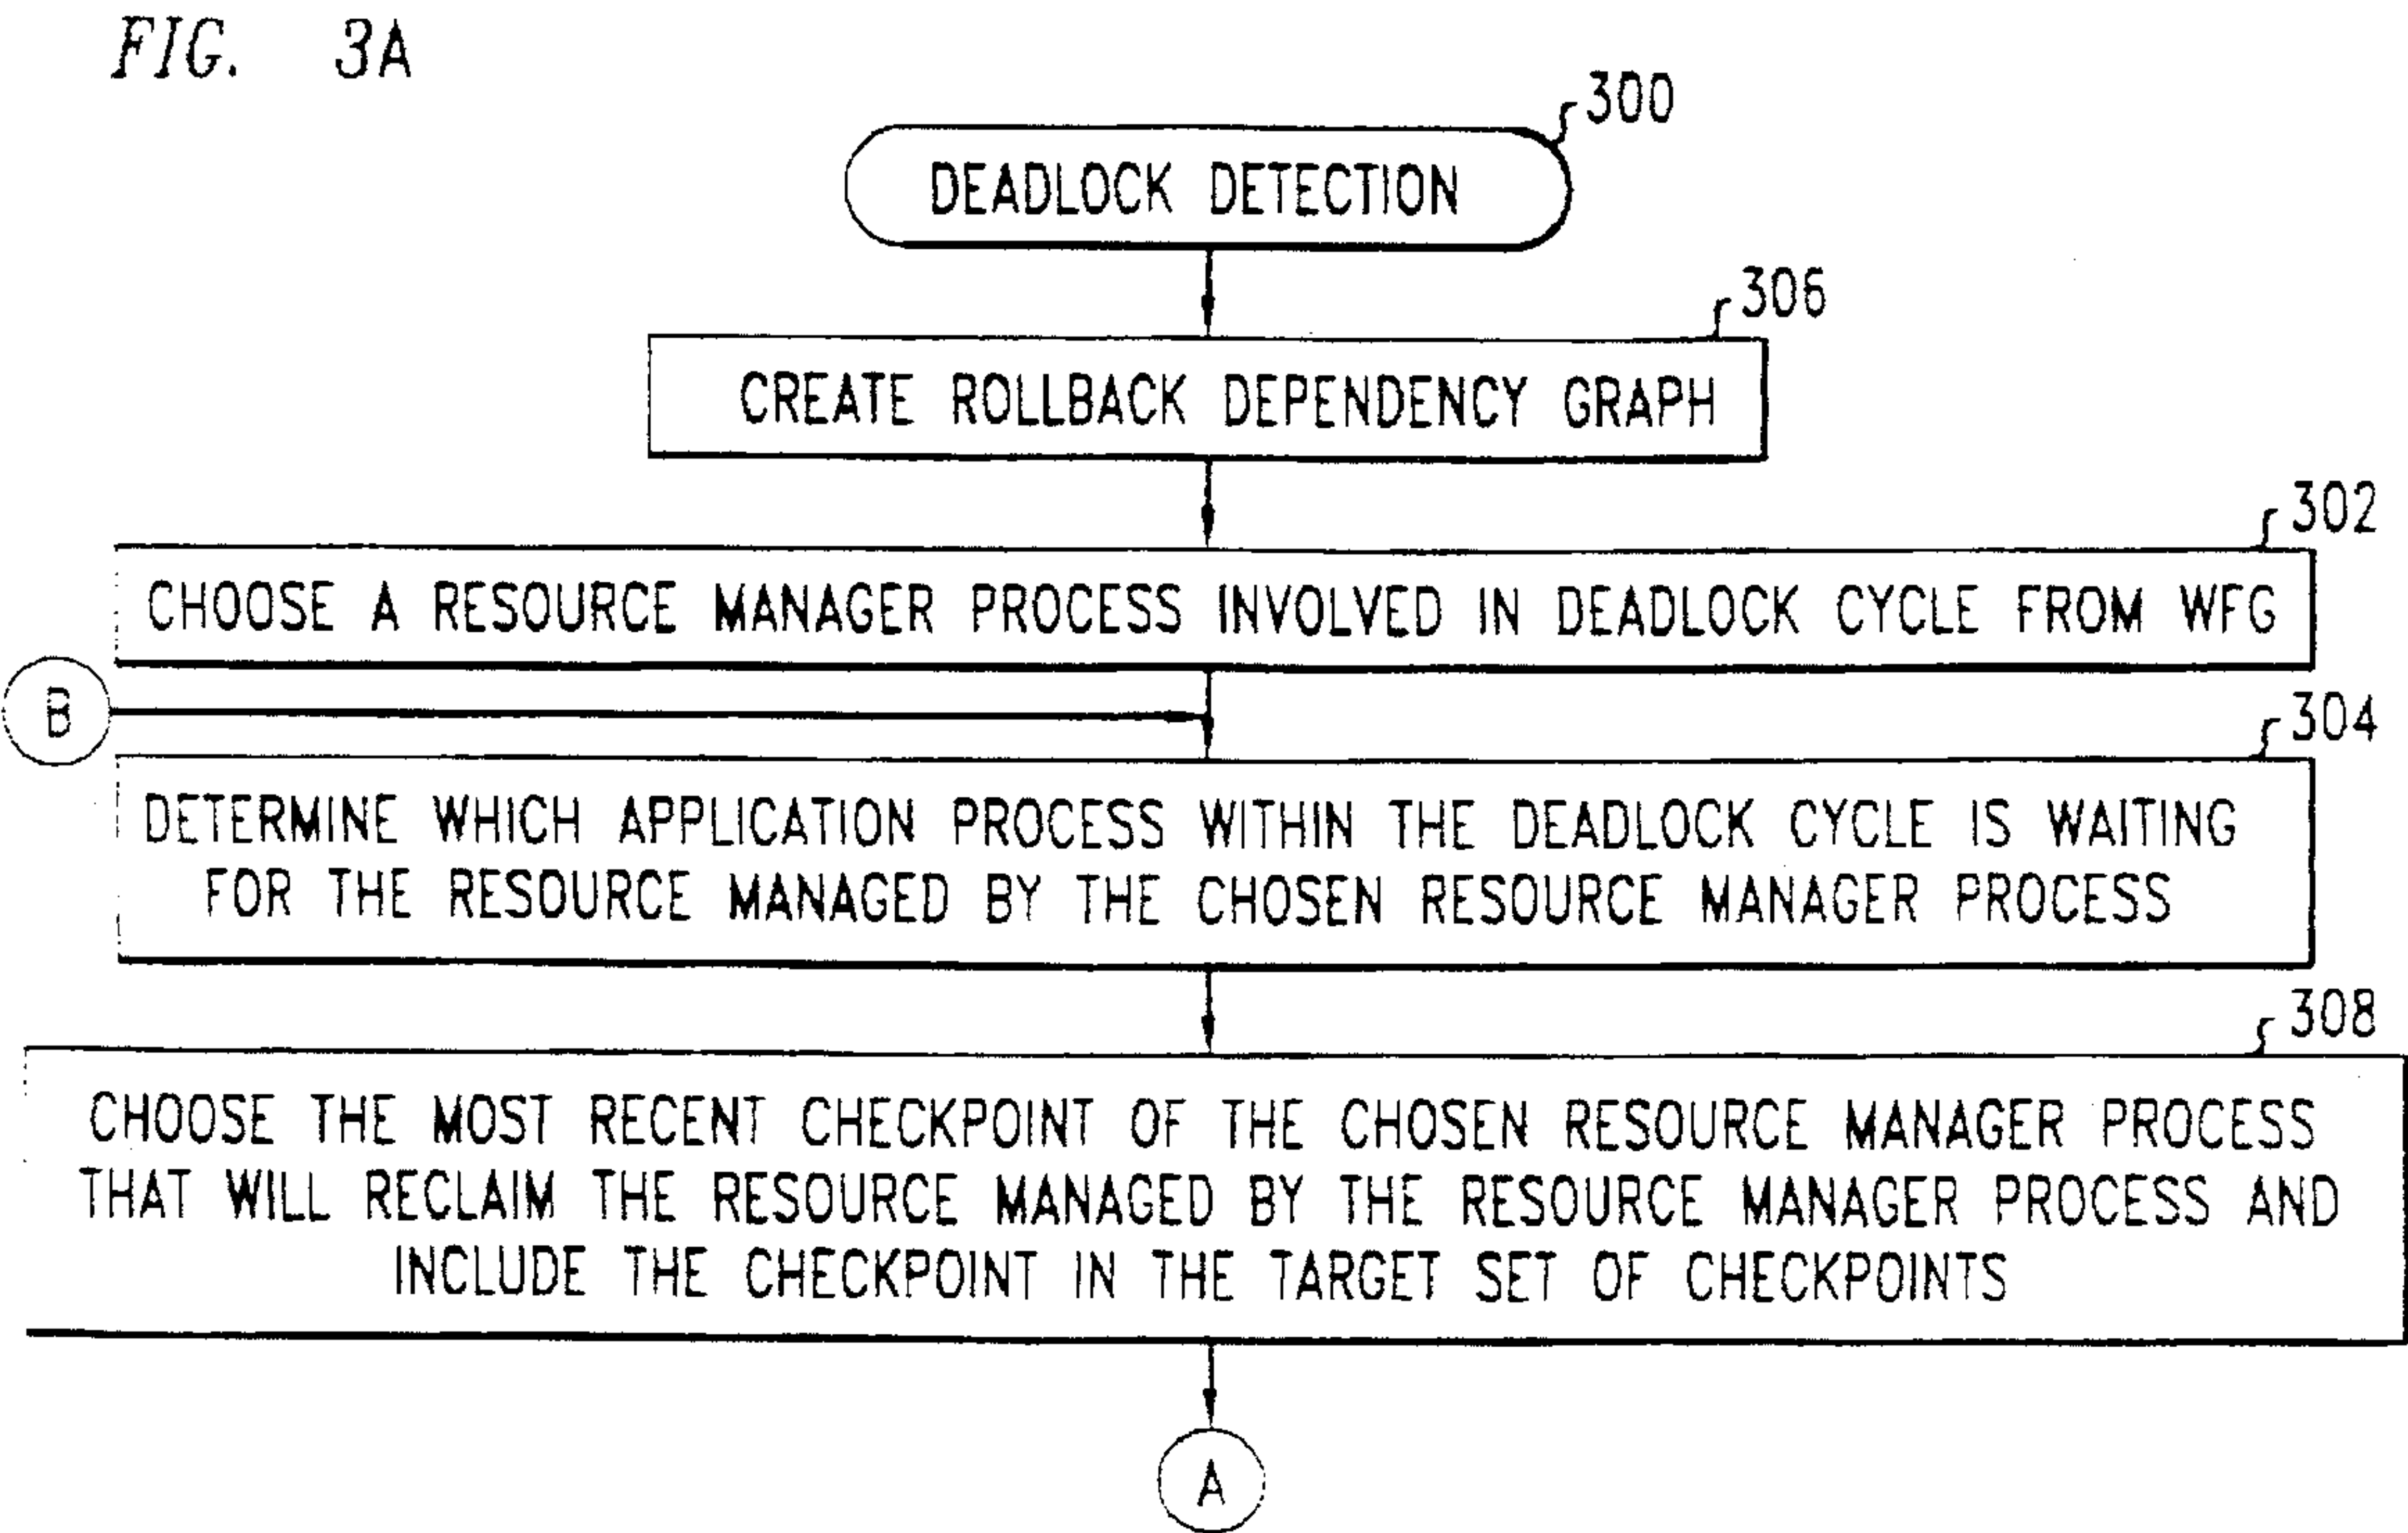 FIG. 3A
300
DEADLOCK DETECTION
306
CREATE ROLLBACK DEPENDENCY GRAPH
302
CHOOSE A RESOURCE MANAGER PROCESS INVOLVED IN DEADLOCK CYCLE FROM WFG
B
304
DETERMINE WHICH APPLICATION PROCESS WITHIN THE DEADLOCK CYCLE IS WAITING
FOR THE RESOURCE MANAGED BY THE CHOSEN RESOURCE MANAGER PROCESS
308
CHOOSE THE MOST RECENT CHECKPOINT OF THE CHOSEN RESOURCE MANAGER PROCESS
THAT WILL RECLAIM THE RESOURCE MANAGED BY THE RESOURCE MANAGER PROCESS AND
INCLUDE THE CHECKPOINT IN THE TARGET SET OF CHECKPOINTS
A